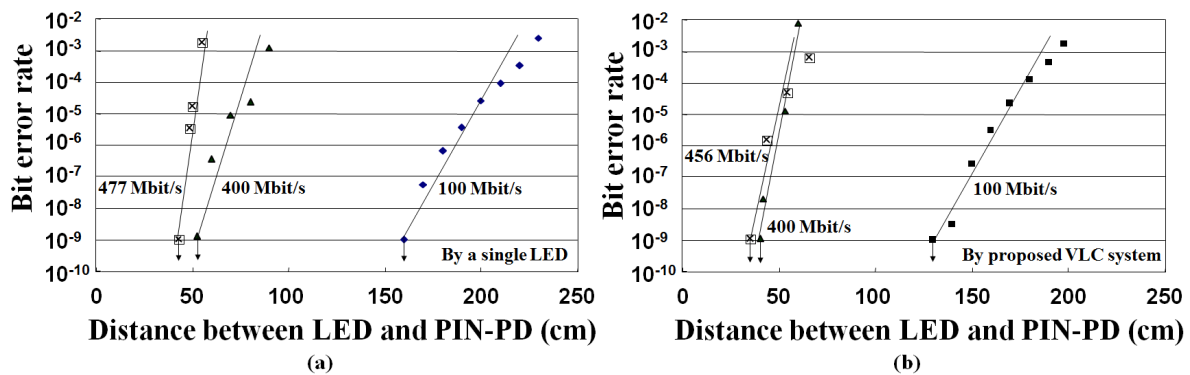 Bit error rate
10-2
10-3
10-4
10-5
10-6
10-7
10-8
10-9
10-10
477 Mbit/s
400 Mbit/s
100 Mbit/s
By a single LED
0 50 100 150 200 250
Distance between LED and PIN-PD (cm)
(a)
Bit error rate
10-2
10-3
10-4
10-5
10-6
10-7
10-8
10-9
10-10
456 Mbit/s
400 Mbit/s
100 Mbit/s
By proposed VLC system
0 50 100 150 200 250
Distance between LED and PIN-PD (cm)
(b)